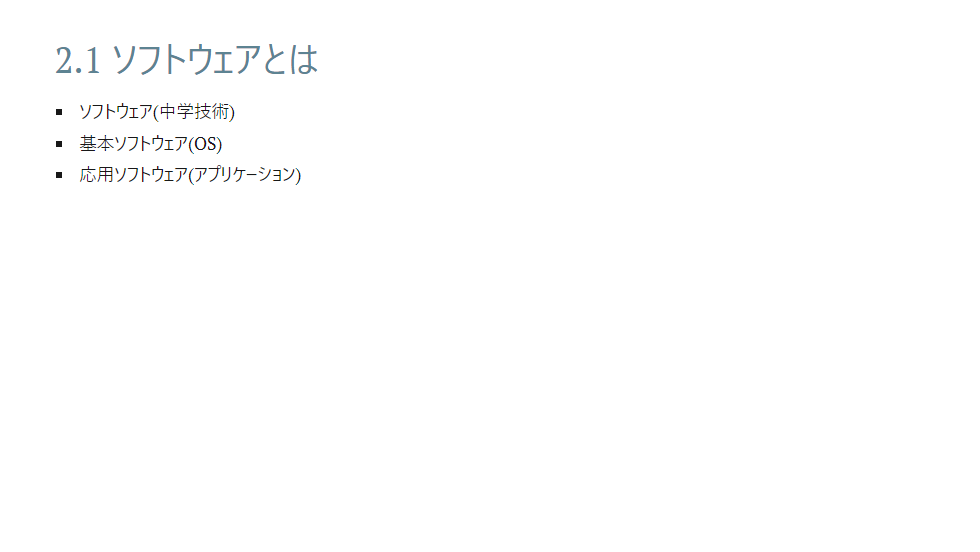 2.1 ソフトウェアとは
▪ ソフトウェア(中学技術)
▪ 基本ソフトウェア(OS)
▪ 応用ソフトウェア(アプリケーション)